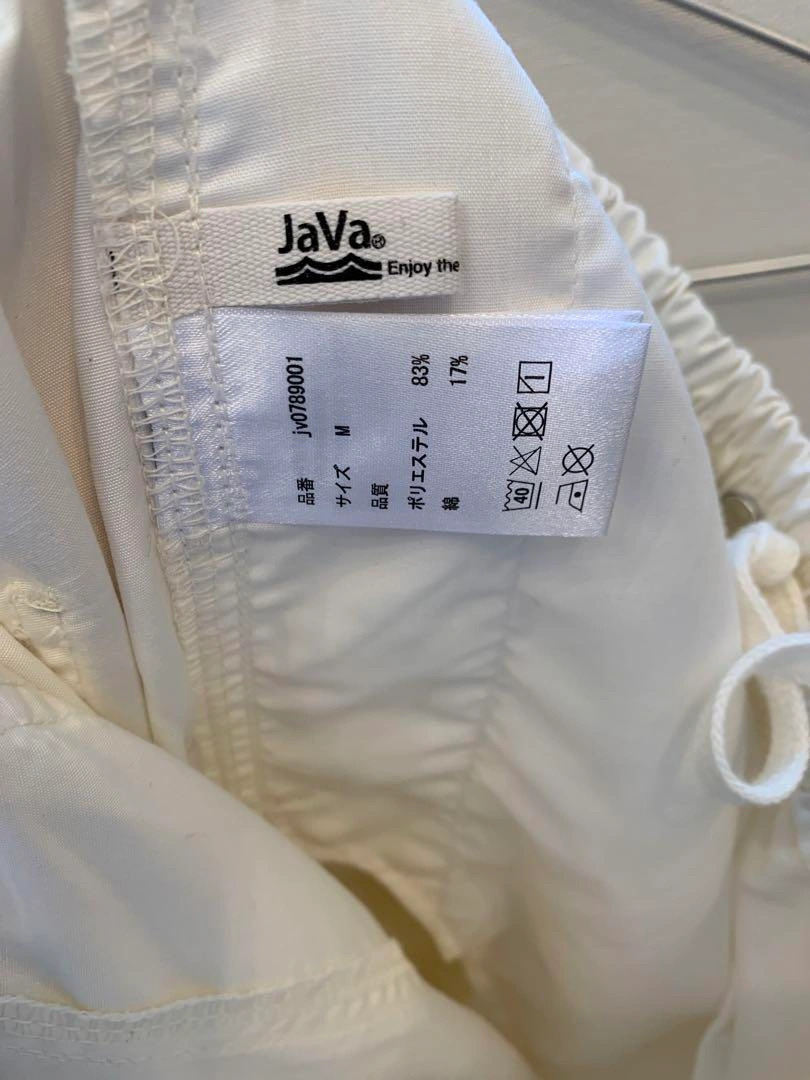 JaVa®
Enjoy the
品番 jv0789001
サイズ M
品質
ポリエステル 83%
綿 17%
40